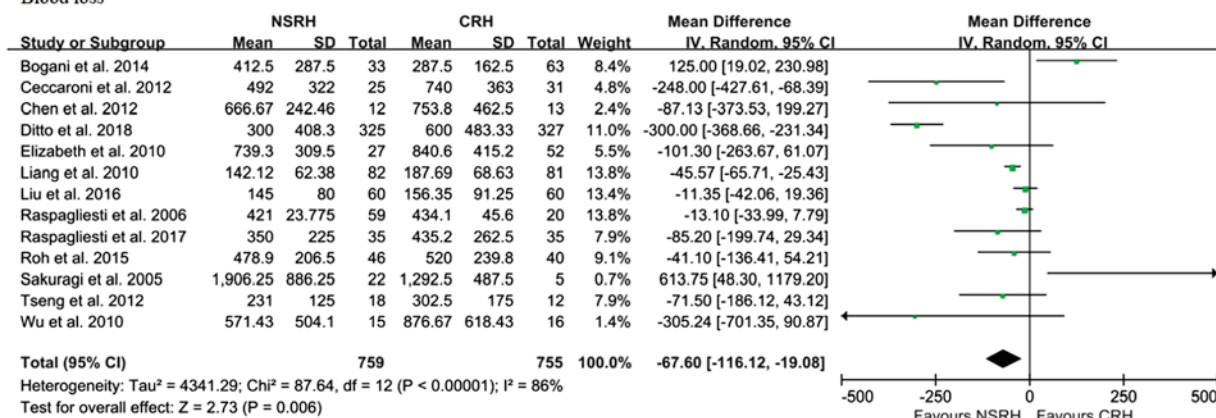 Blood loss
NSRH CRH Mean Difference Mean Difference
Study or Subgroup Mean SD Total Mean SD Total Weight IV, Random, 95% CI IV, Random, 95% CI
Bogani et al. 2014 412.5 287.5 33 287.5 162.5 63 8.4% 125.00 [19.02, 230.98]
Ceccaroni et al. 2012 492 322 25 740 363 31 4.8% -248.00 [-427.61, -68.39]
Chen et al. 2012 666.67 242.46 12 753.8 462.5 13 2.4% -87.13 [-373.53, 199.27]
Ditto et al. 2018 300 408.3 325 600 483.33 327 11.0% -300.00 [-368.66, -231.34]
Elizabeth et al. 2010 739.3 309.5 27 840.6 415.2 52 5.5% -101.30 [-263.67, 61.07]
Liang et al. 2010 142.12 62.38 82 187.69 68.63 81 13.8% -45.57 [-65.71, -25.43]
Liu et al. 2016 145 80 60 156.35 91.25 60 13.4% -11.35 [-42.06, 19.36]
Raspagliesti et al. 2006 421 23.775 59 434.1 45.6 20 13.8% -13.10 [-33.99, 7.79]
Raspagliesti et al. 2017 350 225 35 435.2 262.5 35 7.9% -85.20 [-199.74, 29.34]
Roh et al. 2015 478.9 206.5 46 520 239.8 40 9.1% -41.10 [-136.41, 54.21]
Sakuragi et al. 2005 1,906.25 886.25 22 1,292.5 487.5 5 0.7% 613.75 [48.30, 1179.20]
Tseng et al. 2012 231 125 18 302.5 175 12 7.9% -71.50 [-186.12, 43.12]
Wu et al. 2010 571.43 504.1 15 876.67 618.43 16 1.4% -305.24 [-701.35, 90.87]
Total (95% CI) 759 755 100.0% -67.60 [-116.12, -19.08]
Heterogeneity: Tau² = 4341.29; Chi² = 87.64, df = 12 (P < 0.00001); I² = 86%
Test for overall effect: Z = 2.73 (P = 0.006)
-500 -250 0 250 500
Favours NSRH Favours CRH